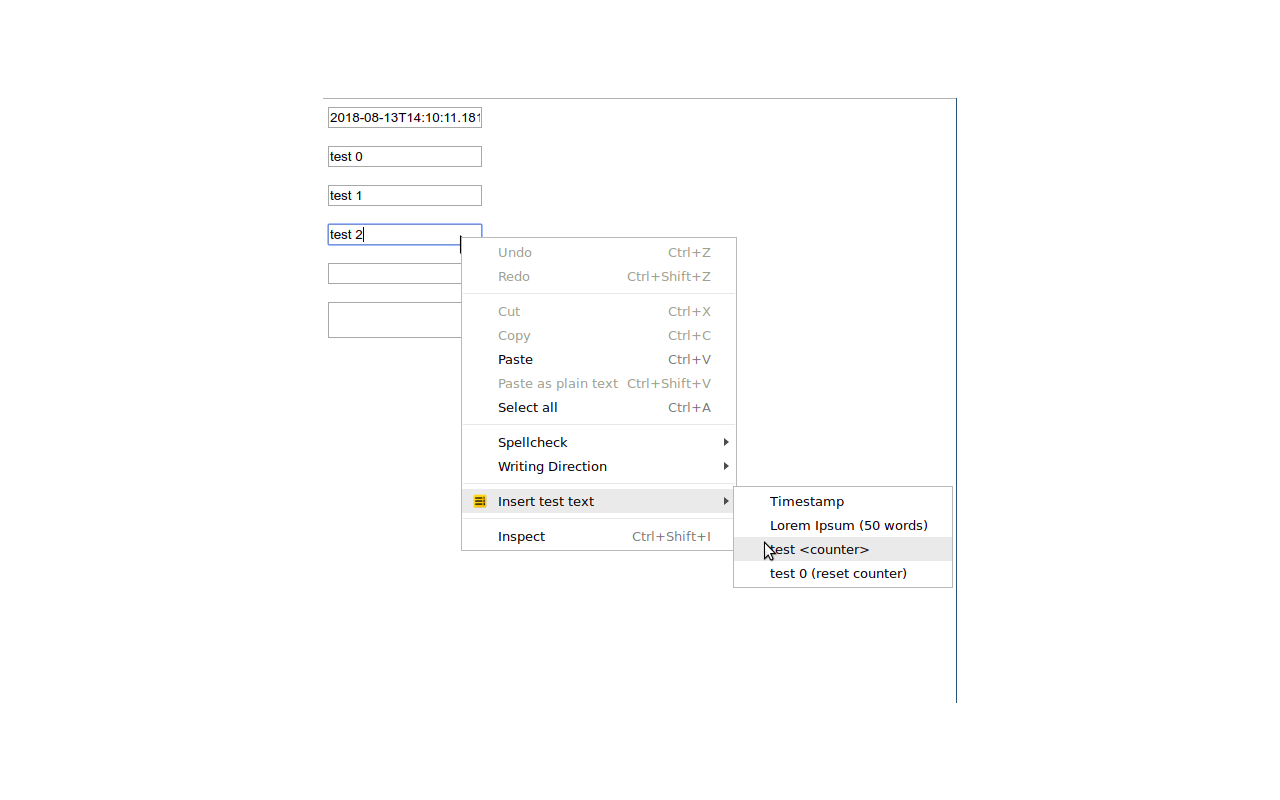 2018-08-13T14:10:11.181
test 0
test 1
test 2
Undo Ctrl+Z
Redo Ctrl+Shift+Z
Cut Ctrl+X
Copy Ctrl+C
Paste Ctrl+V
Paste as plain text Ctrl+Shift+V
Select all Ctrl+A
Spellcheck
Writing Direction
Insert test text
Inspect Ctrl+Shift+I
Timestamp
Lorem Ipsum (50 words)
test <counter>
test 0 (reset counter)